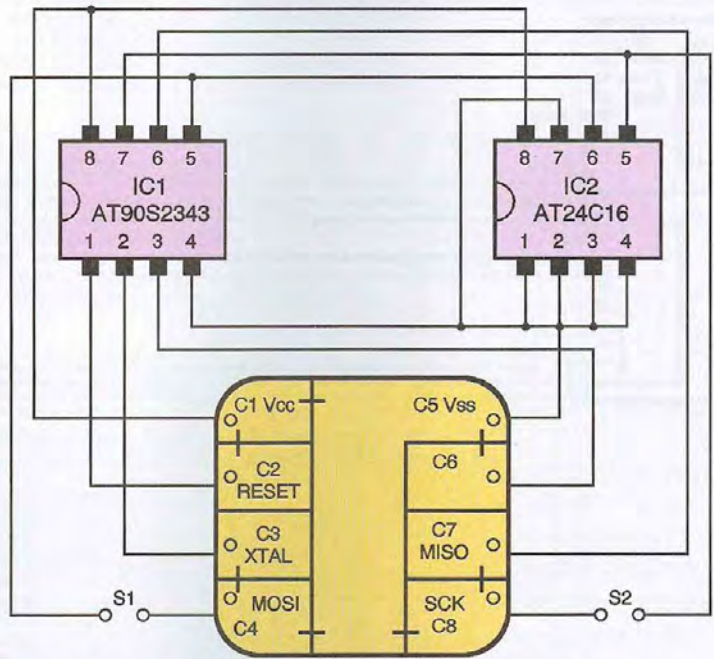 8 7 6 5
IC1
AT90S2343
1 2 3 4
8 7 6 5
IC2
AT24C16
1 2 3 4
C1 Vcc
C5 Vss
C2
RESET
C6
C3
XTAL
C7
MISO
S1
MOSI
C4
SCK
C8
S2